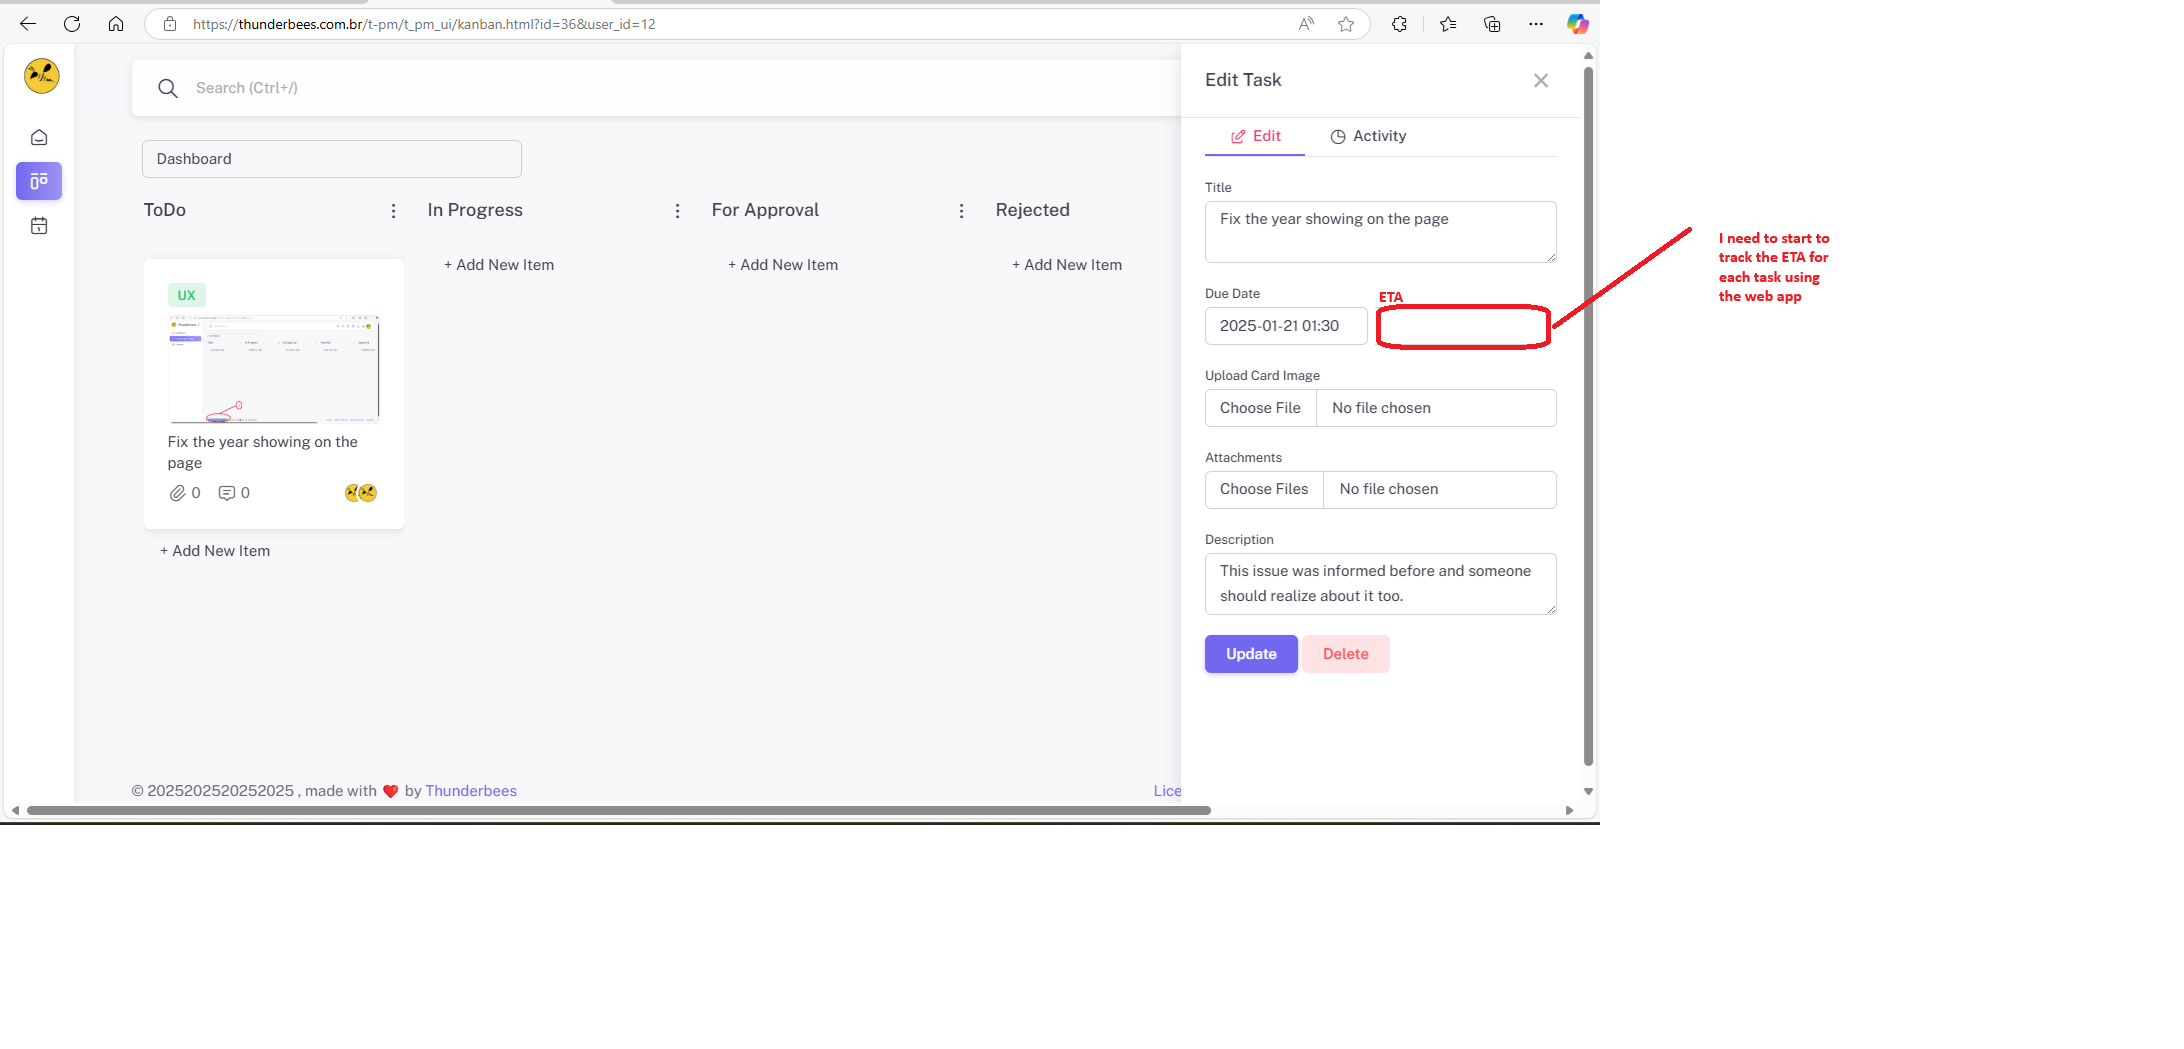 https://thunderbees.com.br/t-pm/t_pm_ui/kanban.html?id=36&user_id=12
Search (Ctrl+/)
Dashboard
ToDo
In Progress
For Approval
Rejected
+ Add New Item
+ Add New Item
+ Add New Item
UX
Fix the year showing on the
page
0
0
+ Add New Item
© 2025202520252025 , made with ❤️ by Thunderbees
Lice
Edit Task
Edit
Activity
Title
Fix the year showing on the page
Due Date
ETA
2025-01-21 01:30
Upload Card Image
Choose File No file chosen
Attachments
Choose Files No file chosen
Description
This issue was informed before and someone
should realize about it too.
Update
Delete
I need to start to
track the ETA for
each task using
the web app